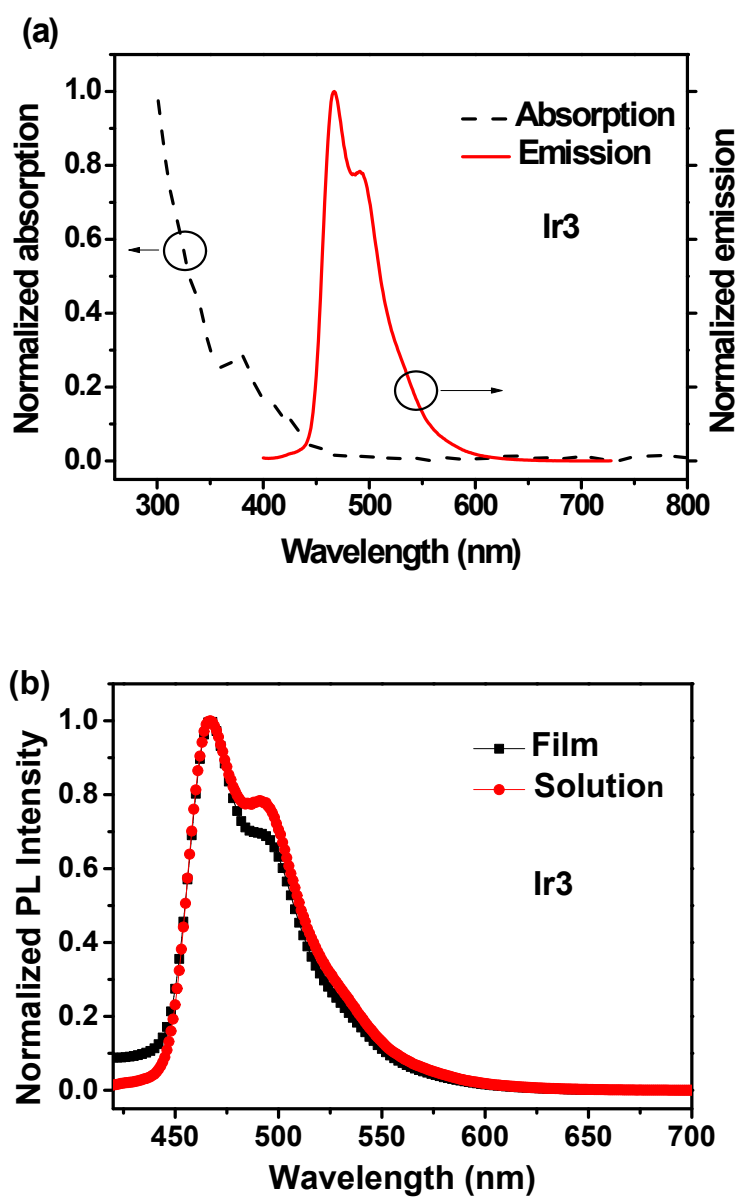 (a)
Normalized absorption
1.0
0.8
0.6
0.4
0.2
0.0
Absorption
Emission
Ir3
Normalized emission
300 400 500 600 700 800
Wavelength (nm)
(b)
Normalized PL Intensity
1.0
0.8
0.6
0.4
0.2
0.0
Film
Solution
Ir3
450 500 550 600 650 700
Wavelength (nm)